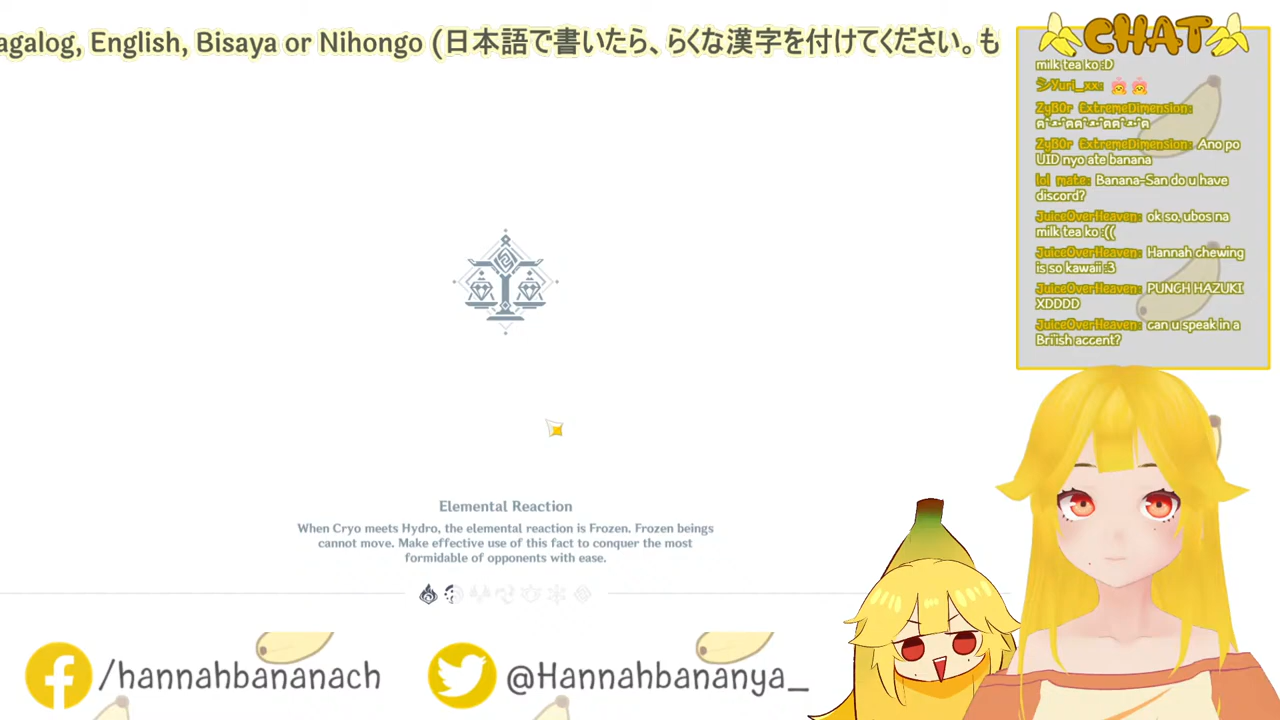 agalog, English, Bisaya or Nihongo (日本語で書いたら、らくな漢字を付けてください。も
CHAT
milk tea ko :D
シYuri_xx:
ZyB0r ExtremeDimension:
ZyB0r ExtremeDimension: Ano po
UID nyo ate banana
lol mate: Banana-San do u have
discord?
JuiceOverHeaven: ok so, ubos na
milk tea ko :((
JuiceOverHeaven: Hannah chewing
is so kawaii :3
JuiceOverHeaven: PUNCH HAZUKI
XDDDD
JuiceOverHeaven: can u speak in a
Bri'ish accent?
Elemental Reaction
When Cryo meets Hydro, the elemental reaction is Frozen. Frozen beings
cannot move. Make effective use of this fact to conquer the most
formidable of opponents with ease.
/hannahbananach
@Hannahbananya_